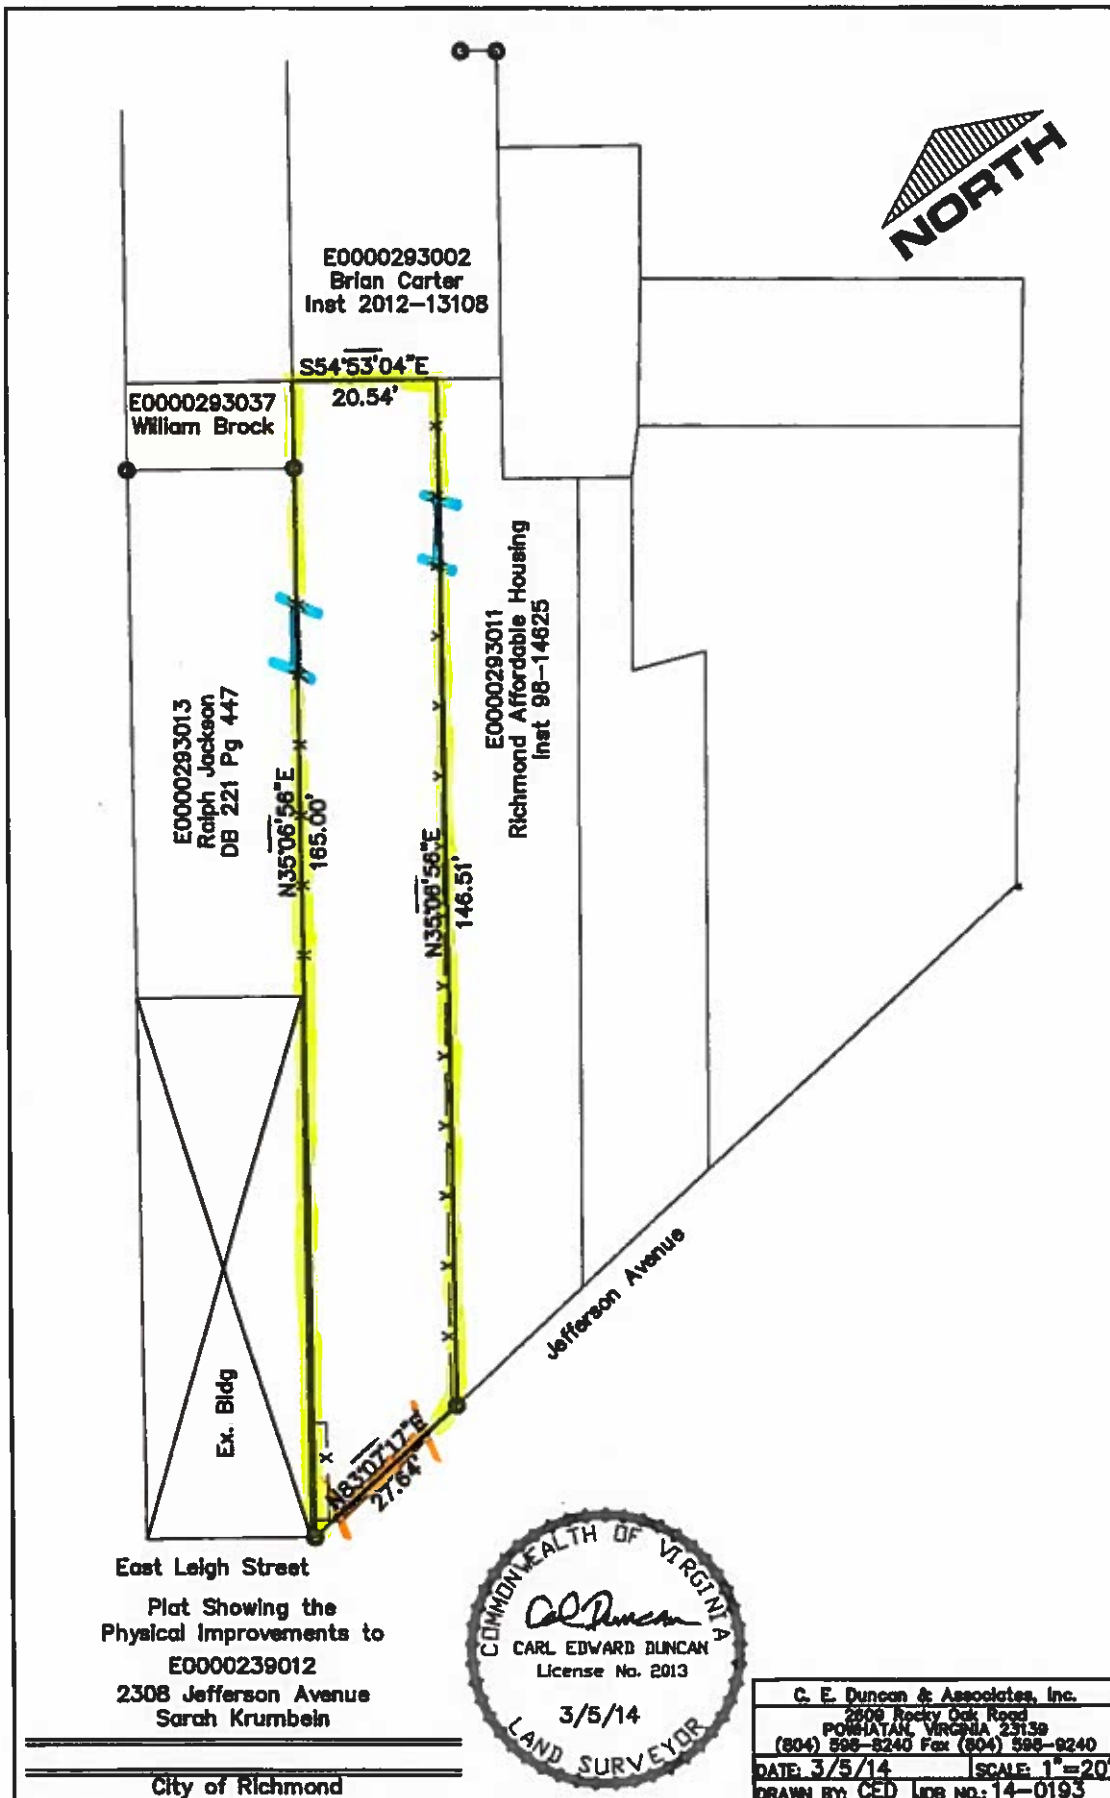 NORTH
E0000293002
Brian Carter
Inst 2012-13108
S54°53'04"E
20.54'
E0000293037
William Brock
E0000293013
Ralph Jackson
DB 221 Pg 447
N35°06'56"E
165.00'
N35°06'56"E
146.51'
E0000293011
Richmond Affordable Housing
Inst 98-14625
Jefferson Avenue
Ex. Bldg
N83°07'17"E
27.64'
East Leigh Street
Plat Showing the
Physical Improvements to
E0000239012
2308 Jefferson Avenue
Sarah Krumbein
City of Richmond
COMMONWEALTH OF VIRGINIA
Carl Duncan
CARL EDWARD DUNCAN
License No. 2013
3/5/14
LAND SURVEYOR
C. E. Duncan & Associates, Inc.
2609 Rocky Oak Road
POWHATAN, VIRGINIA 23139
(804) 598-8240 Fax (804) 598-9240
DATE: 3/5/14 SCALE: 1"=20'
DRAWN BY: CED JOB NO.: 14-0193